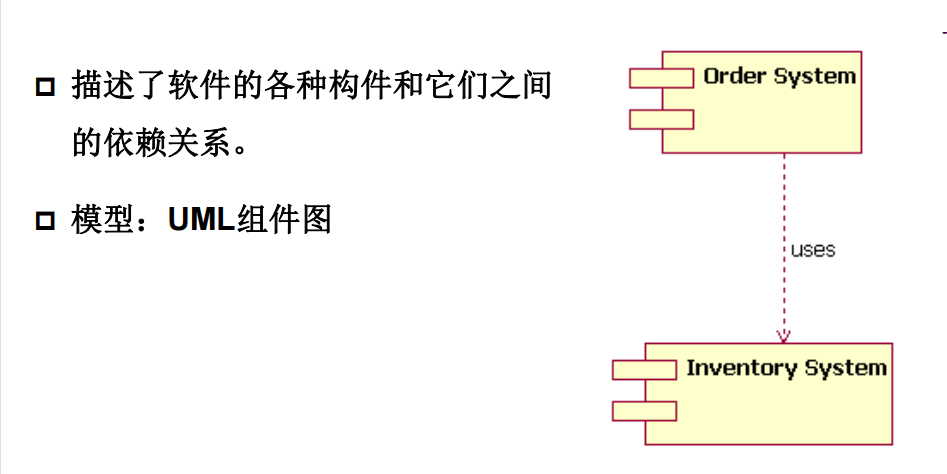 描述了软件的各种构件和它们之间
的依赖关系。
模型：UML组件图
Order System
uses
Inventory System